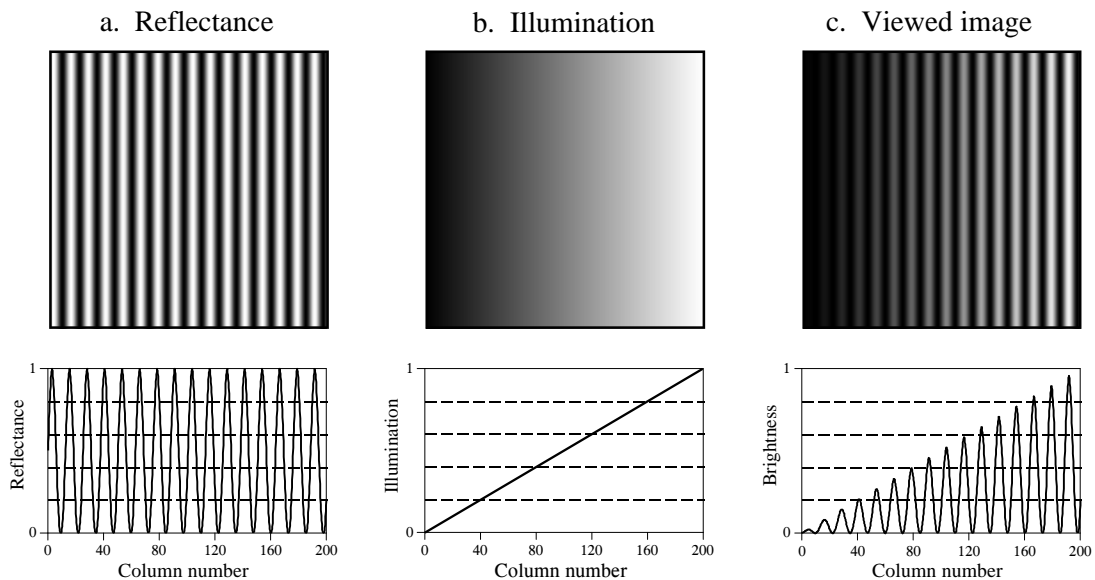 a. Reflectance
b. Illumination
c. Viewed image
1
Reflectance
0
0 40 80 120 160 200
Column number
1
Illumination
0
0 40 80 120 160 200
Column number
1
Brightness
0
0 40 80 120 160 200
Column number